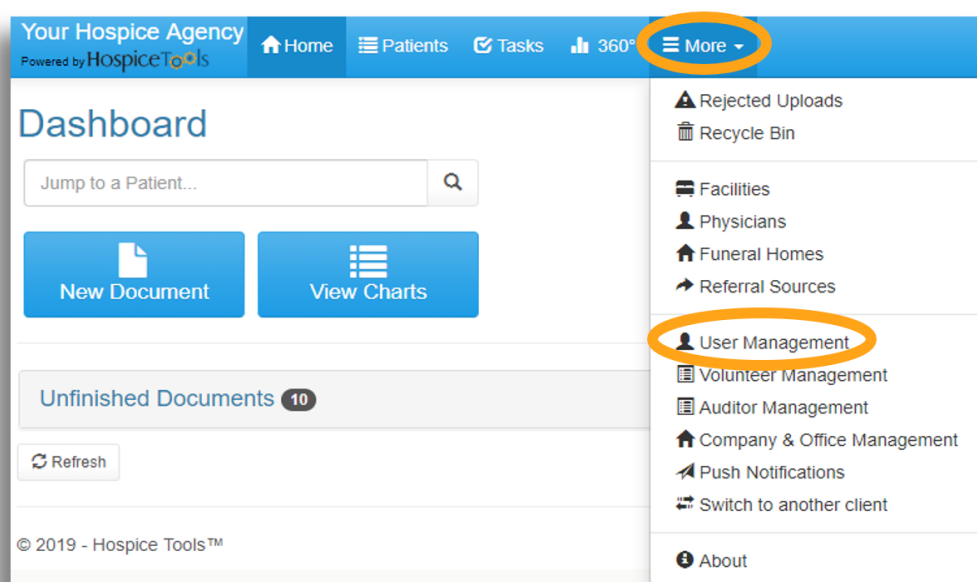 Your Hospice Agency
Powered by HospiceTools
Home
Patients
Tasks
360°
More
Dashboard
Jump to a Patient...
New Document
View Charts
Unfinished Documents 10
Refresh
© 2019 - Hospice Tools™
Rejected Uploads
Recycle Bin
Facilities
Physicians
Funeral Homes
Referral Sources
User Management
Volunteer Management
Auditor Management
Company & Office Management
Push Notifications
Switch to another client
About